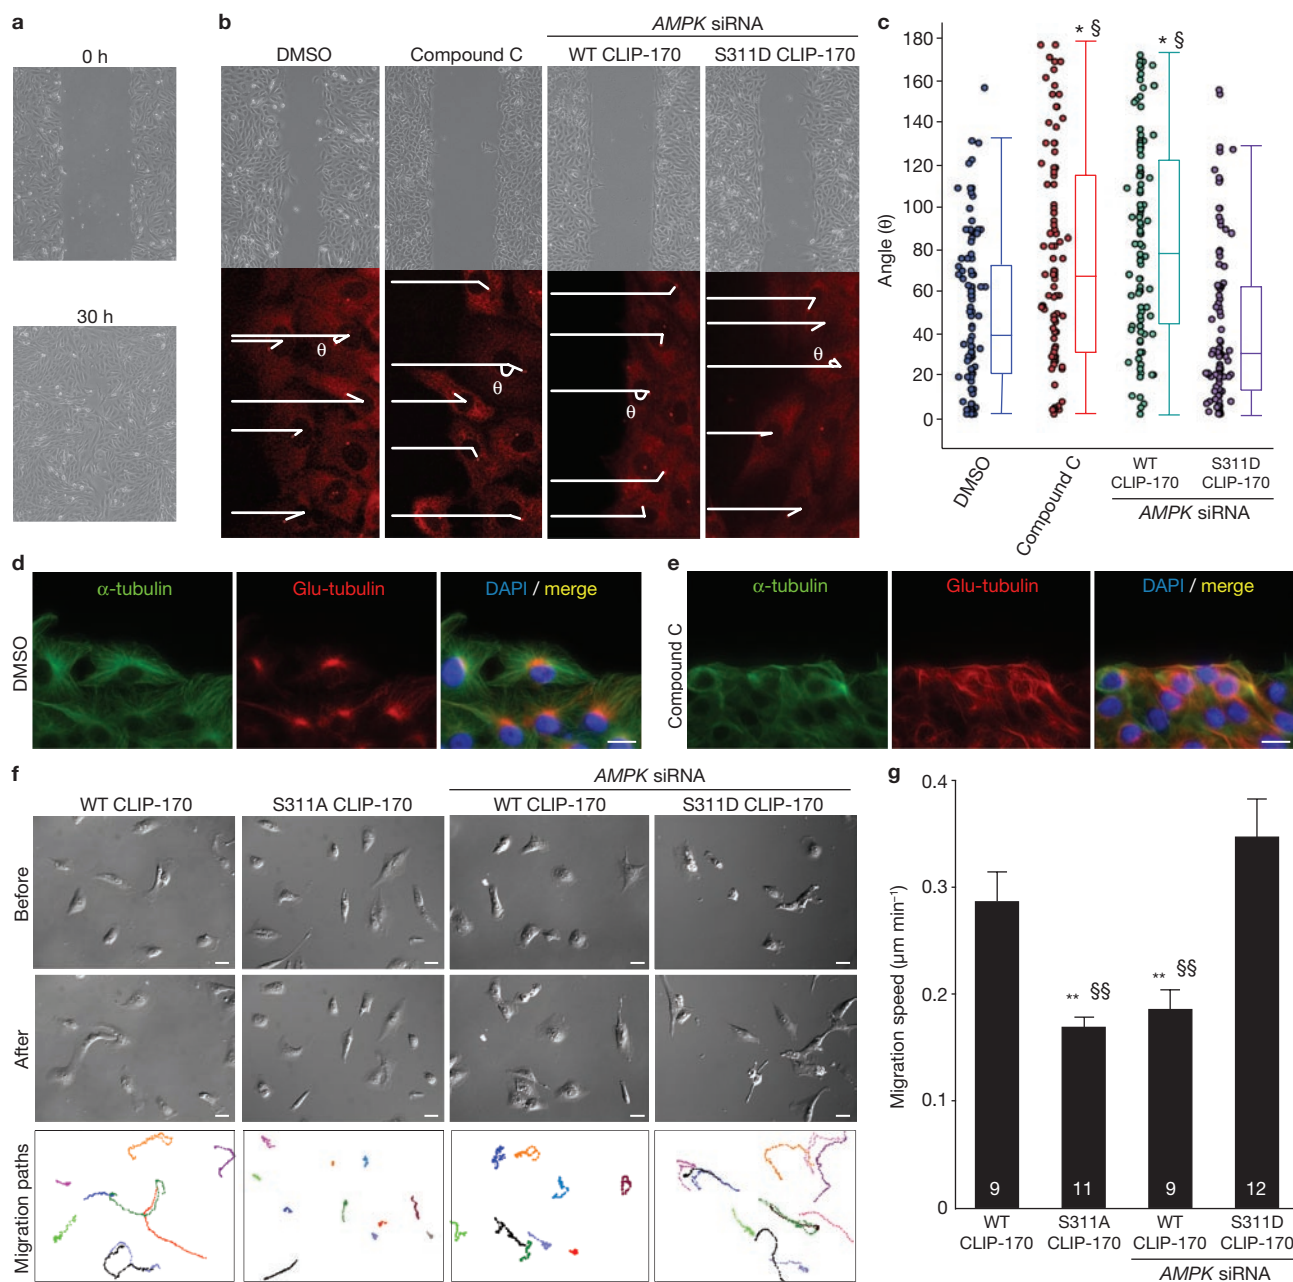 a
0 h
30 h
b
AMPK siRNA
DMSO
Compound C
WT CLIP-170
S311D CLIP-170
θ
θ
θ
θ
c
Angle (θ)
180
160
140
120
100
80
60
40
20
0
* §
* §
DMSO
Compound C
WT
CLIP-170
S311D
CLIP-170
AMPK siRNA
d
DMSO
α-tubulin
Glu-tubulin
DAPI / merge
e
Compound C
α-tubulin
Glu-tubulin
DAPI / merge
f
AMPK siRNA
WT CLIP-170
S311A CLIP-170
WT CLIP-170
S311D CLIP-170
Before
After
Migration paths
g
Migration speed (μm min⁻¹)
0.4
0.3
0.2
0.1
0
** §§
** §§
9
11
9
12
WT
CLIP-170
S311A
CLIP-170
WT
CLIP-170
S311D
CLIP-170
AMPK siRNA